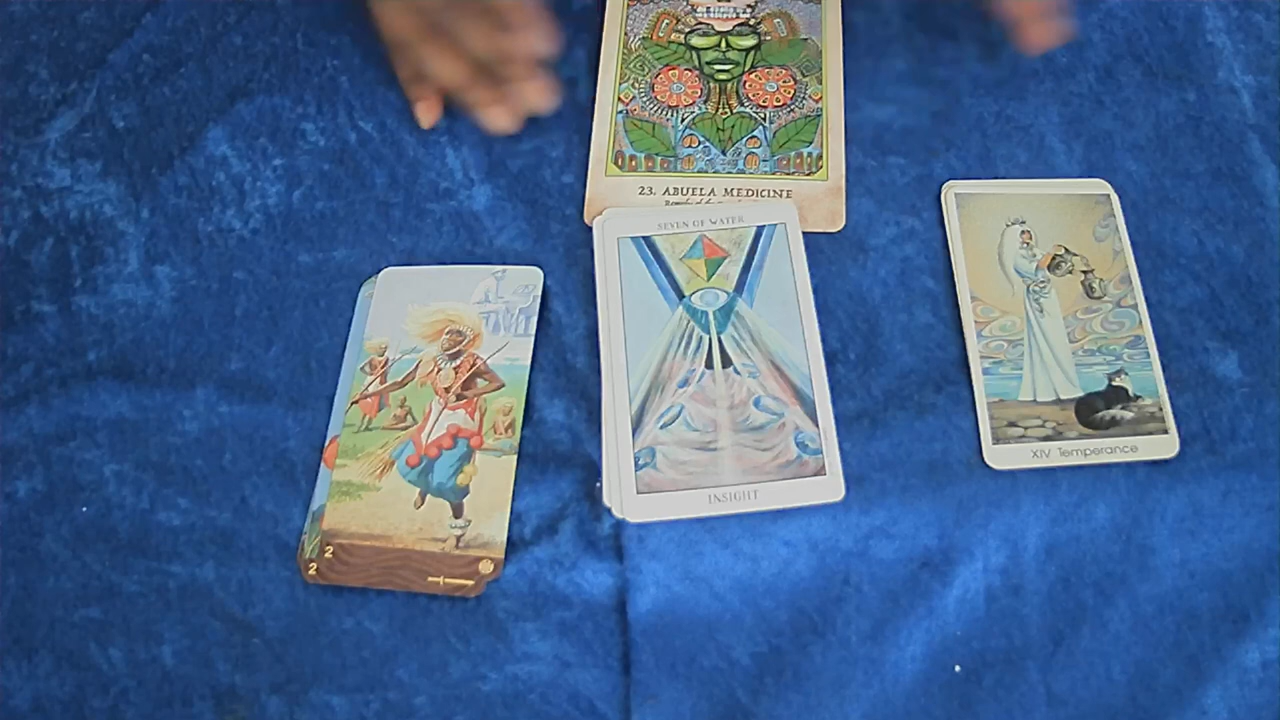 23. ABUELA MEDICINE
SEVEN OF WATER
INSIGHT
XIV Temperance
2
2